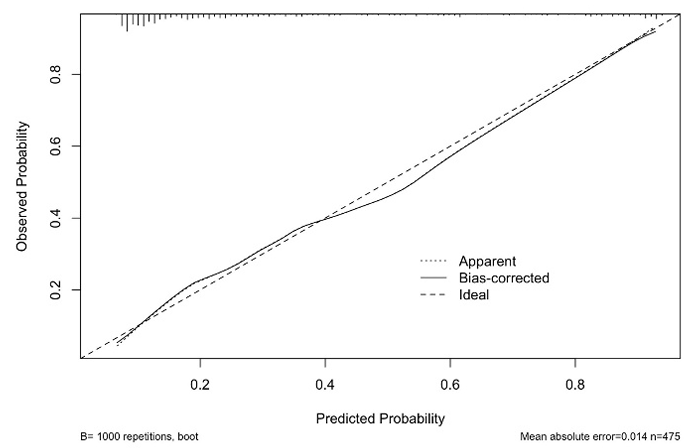 0.8
0.6
0.4
0.2
Observed Probability
Apparent
Bias-corrected
Ideal
0.2 0.4 0.6 0.8
Predicted Probability
B= 1000 repetitions, boot
Mean absolute error=0.014 n=475